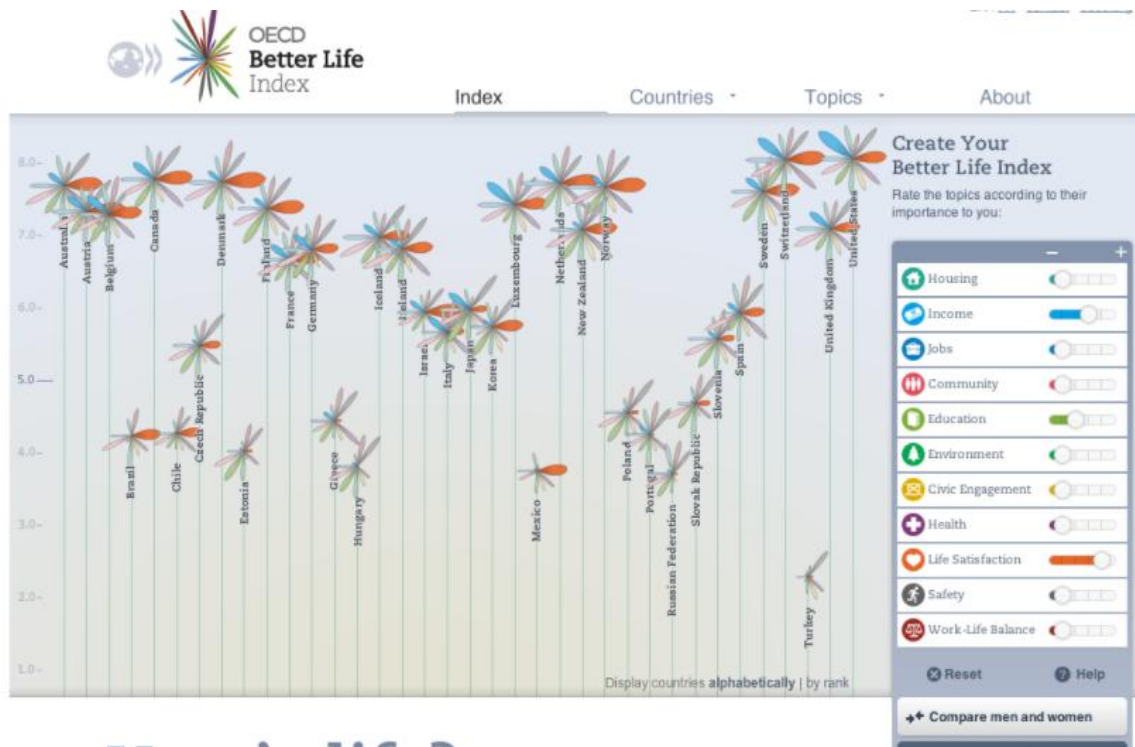 OECD
Better Life
Index
Index
Countries
Topics
About
8.0
7.0
6.0
5.0
4.0
3.0
2.0
1.0
Austria
Belgium
Brazil
Canada
Chile
Czech Republic
Denmark
Estonia
Finland
France
Germany
Greece
Hungary
Iceland
Ireland
Israel
Italy
Japan
Korea
Luxembourg
Mexico
New Zealand
Norway
Poland
Portugal
Russian Federation
Slovak Republic
Slovenia
Spain
Sweden
Switzerland
Turkey
United Kingdom
United States
Display countries alphabetically | by rank
Create Your
Better Life Index
Rate the topics according to their
importance to you:
− +
Housing
Income
Jobs
Community
Education
Environment
Civic Engagement
Health
Life Satisfaction
Safety
Work-Life Balance
Reset
Help
Compare men and women